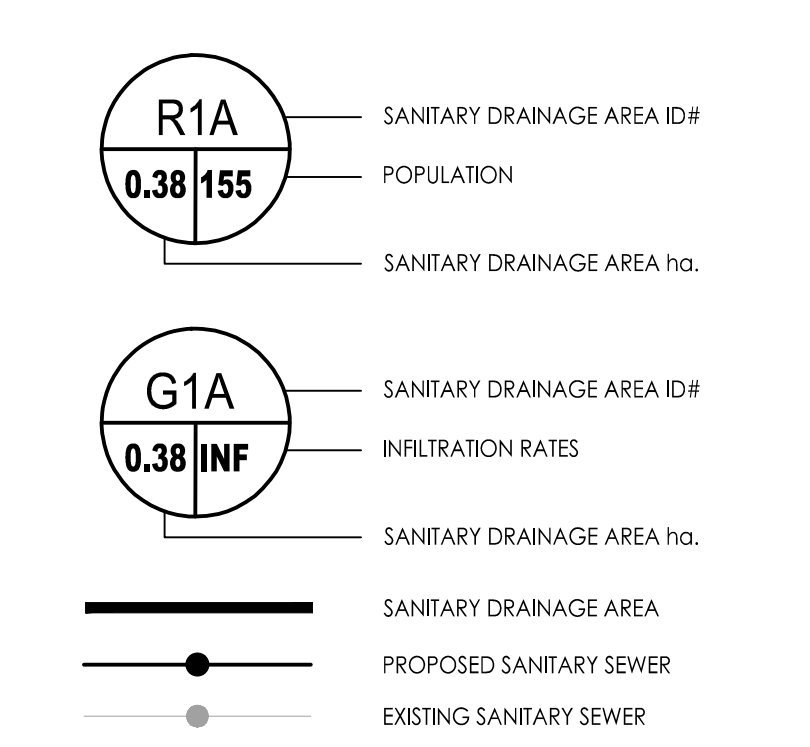 R1A
SANITARY DRAINAGE AREA ID#
0.38 155
POPULATION
SANITARY DRAINAGE AREA ha.
G1A
SANITARY DRAINAGE AREA ID#
0.38 INF
INFILTRATION RATES
SANITARY DRAINAGE AREA ha.
SANITARY DRAINAGE AREA
PROPOSED SANITARY SEWER
EXISTING SANITARY SEWER